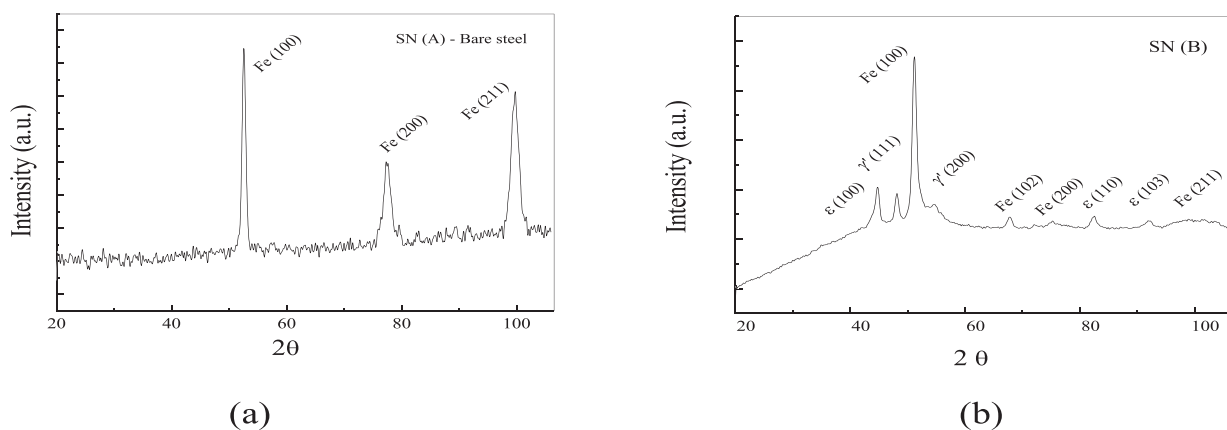 SN (A) - Bare steel
Fe (100)
Fe (200)
Fe (211)
Intensity (a.u.)
20
40
60
80
100
2θ
(a)
SN (B)
Fe (100)
γ' (111)
ε (100)
γ' (200)
Fe (102)
Fe (200)
ε (110)
ε (103)
Fe (211)
Intensity (a.u.)
20
40
60
80
100
2 θ
(b)